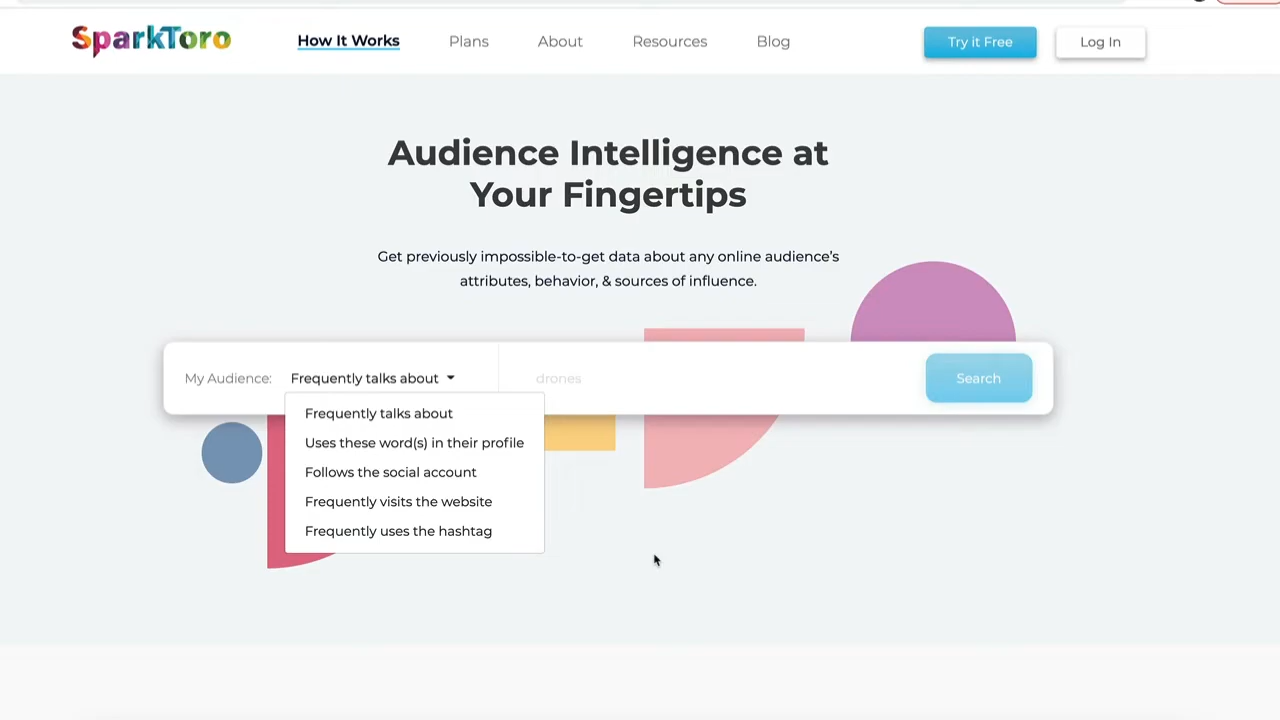 SparkToro
How It Works
Plans
About
Resources
Blog
Try it Free
Log In
Audience Intelligence at
Your Fingertips
Get previously impossible-to-get data about any online audience's
attributes, behavior, & sources of influence.
My Audience:
Frequently talks about
drones
Search
Frequently talks about
Uses these word(s) in their profile
Follows the social account
Frequently visits the website
Frequently uses the hashtag